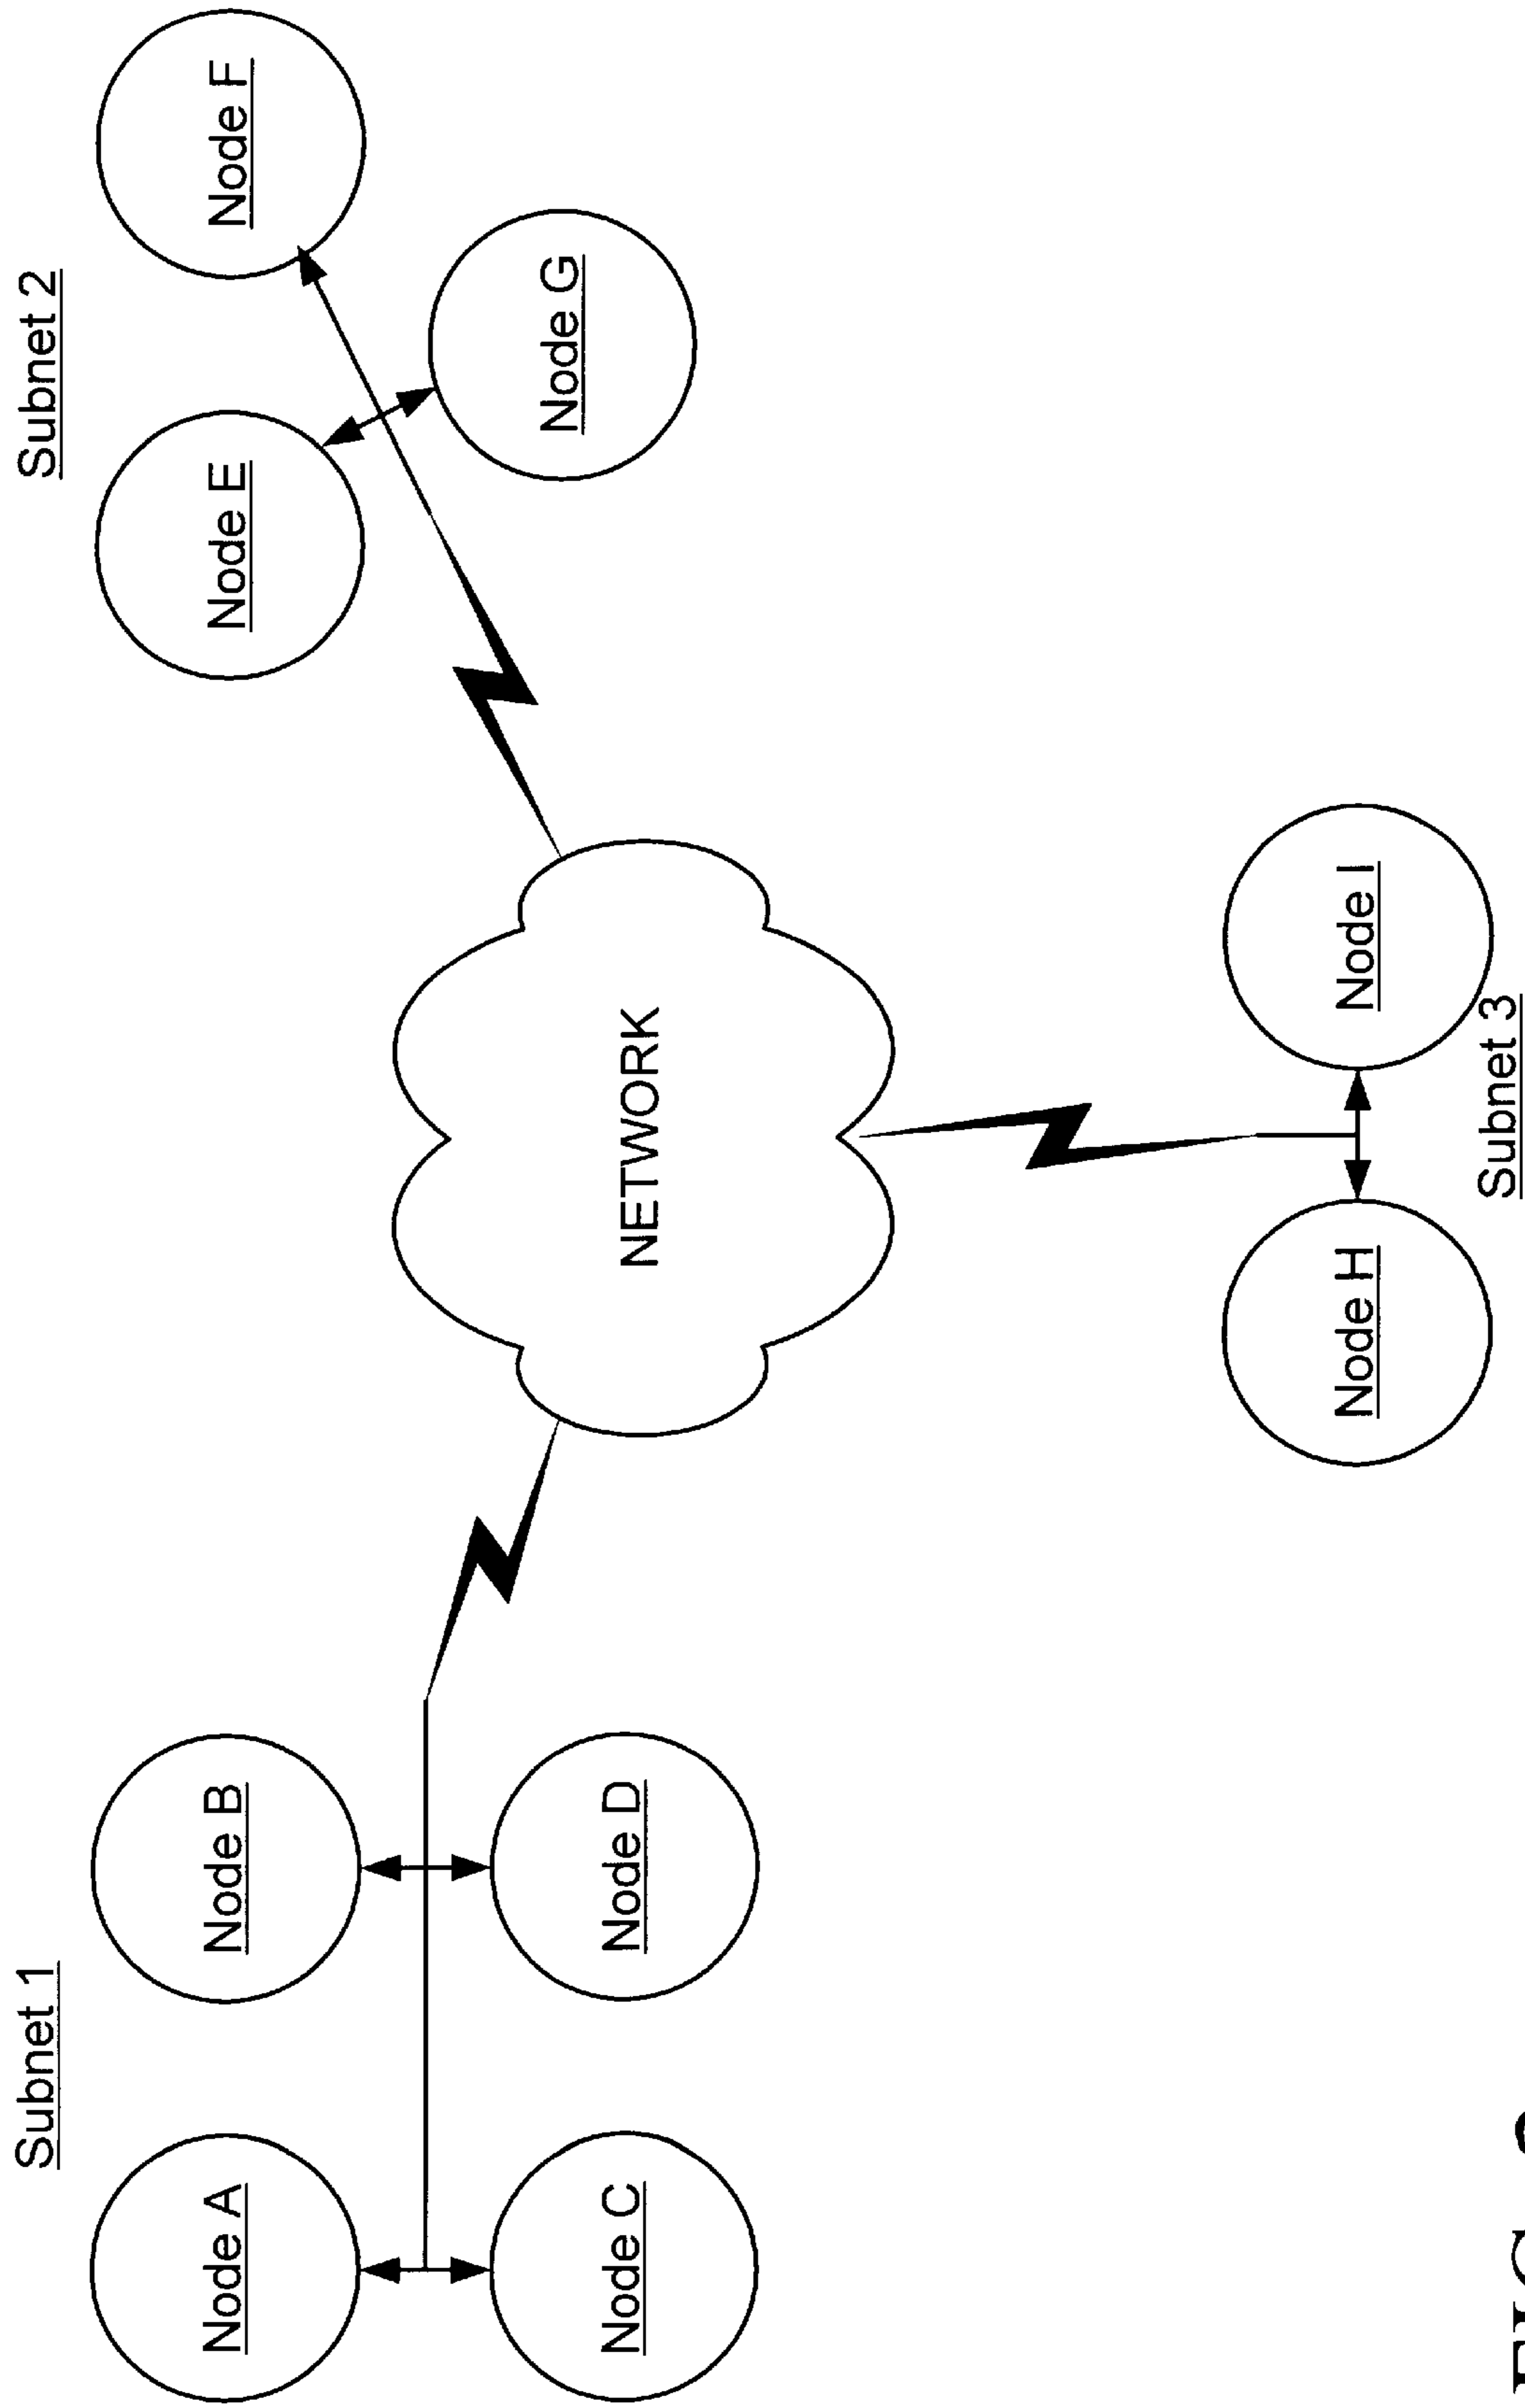 Subnet 1
Subnet 2
Node A
Node B
Node E
Node F
Node C
Node D
Node G
NETWORK
Node H
Node I
Subnet 3